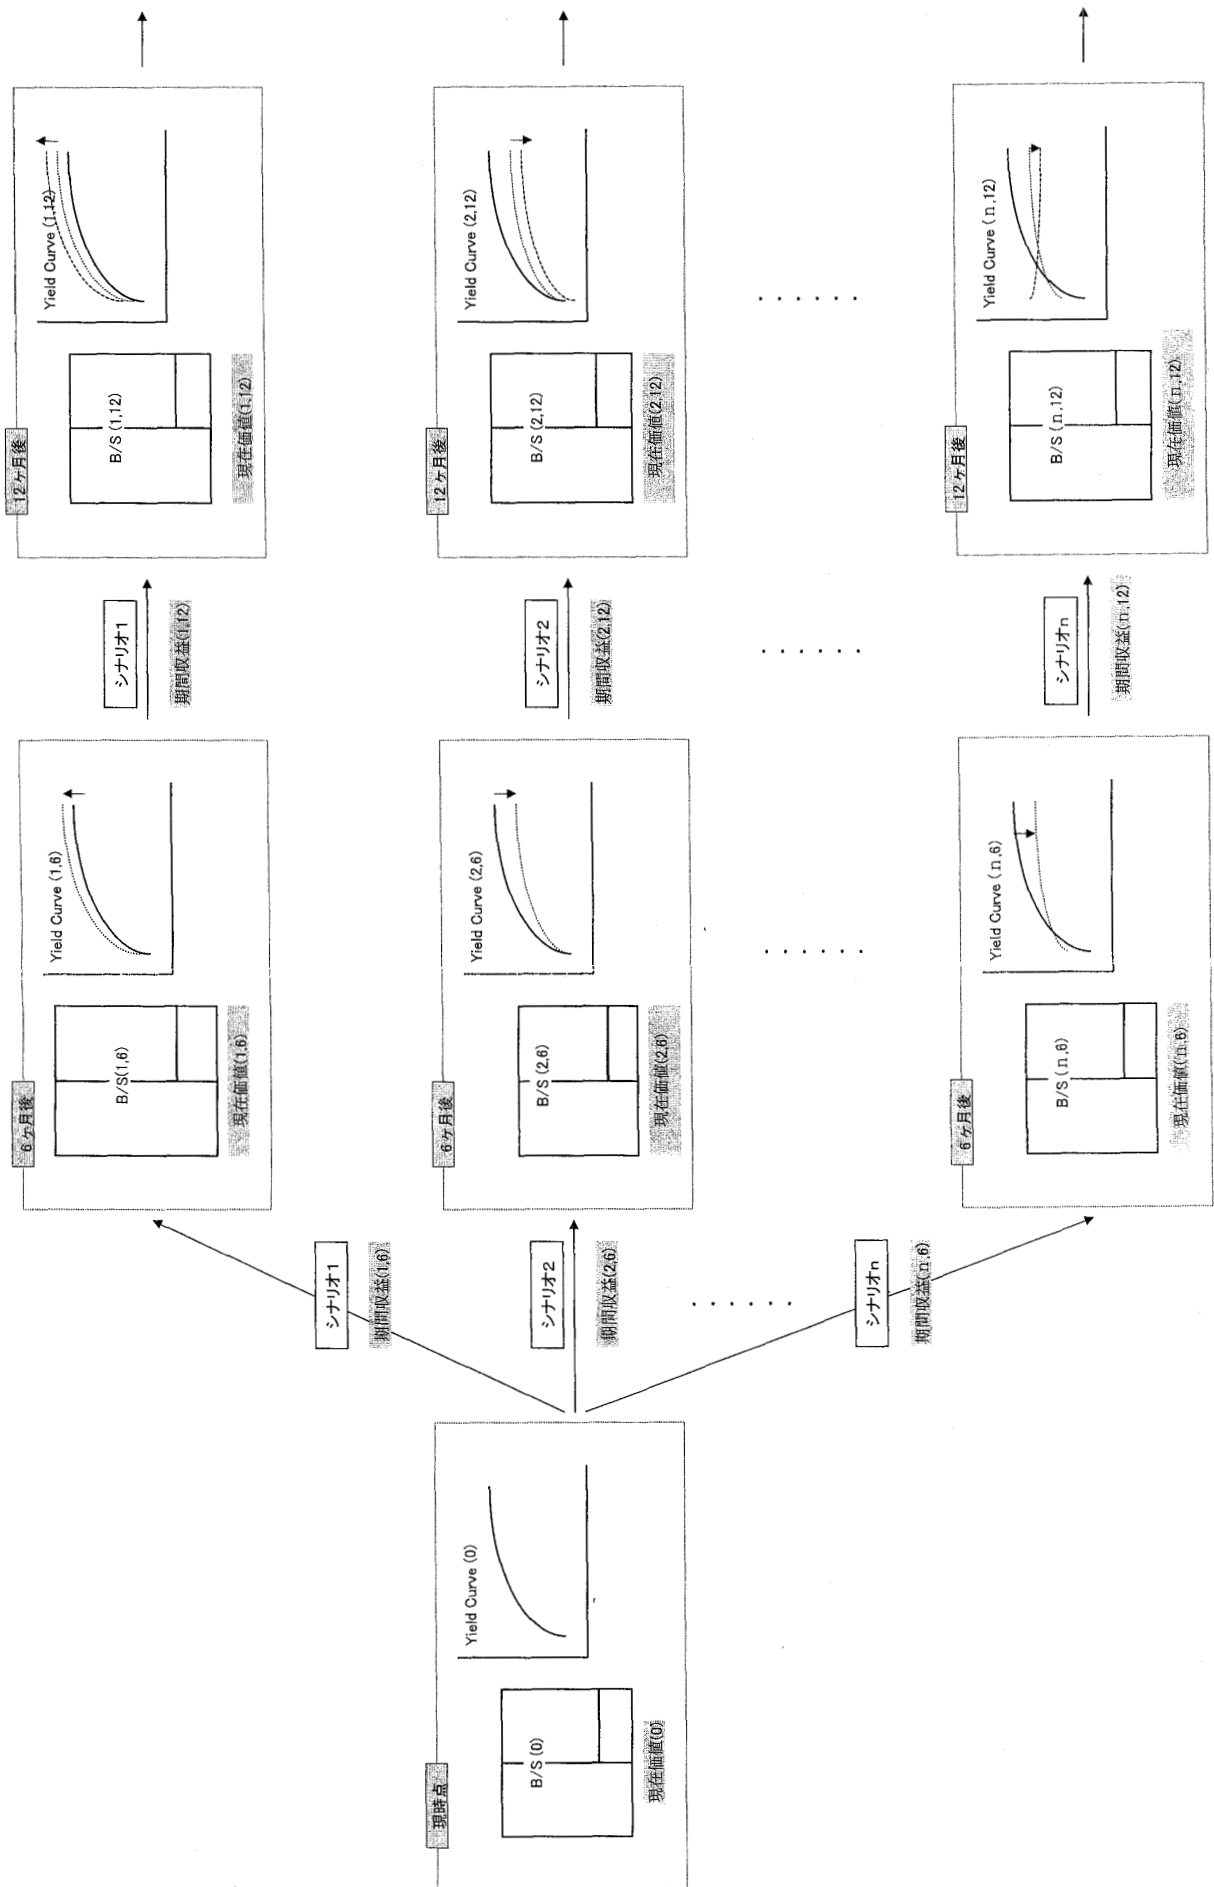 現時点
B/S (0)
現在価値(0)
Yield Curve (0)
シナリオ1
期間収益(1,6)
シナリオ2
期間収益(2,6)
・・・・・・
シナリオn
期間収益(n,6)
6ヶ月後
B/S(1,6)
現在価値(1,6)
Yield Curve (1,6)
6ヶ月後
B/S (2,6)
現在価値(2,6)
Yield Curve (2,6)
・・・・・・
6ヶ月後
B/S (n,6)
現在価値(n,6)
Yield Curve (n,6)
シナリオ1
期間収益(1,12)
シナリオ2
期間収益(2,12)
・・・・・・
シナリオn
期間収益(n,12)
12ヶ月後
B/S (1,12)
現在価値(1,12)
Yield Curve (1,12)
12ヶ月後
B/S (2,12)
現在価値(2,12)
Yield Curve (2,12)
・・・・・・
12ヶ月後
B/S (n,12)
現在価値(n,12)
Yield Curve (n,12)